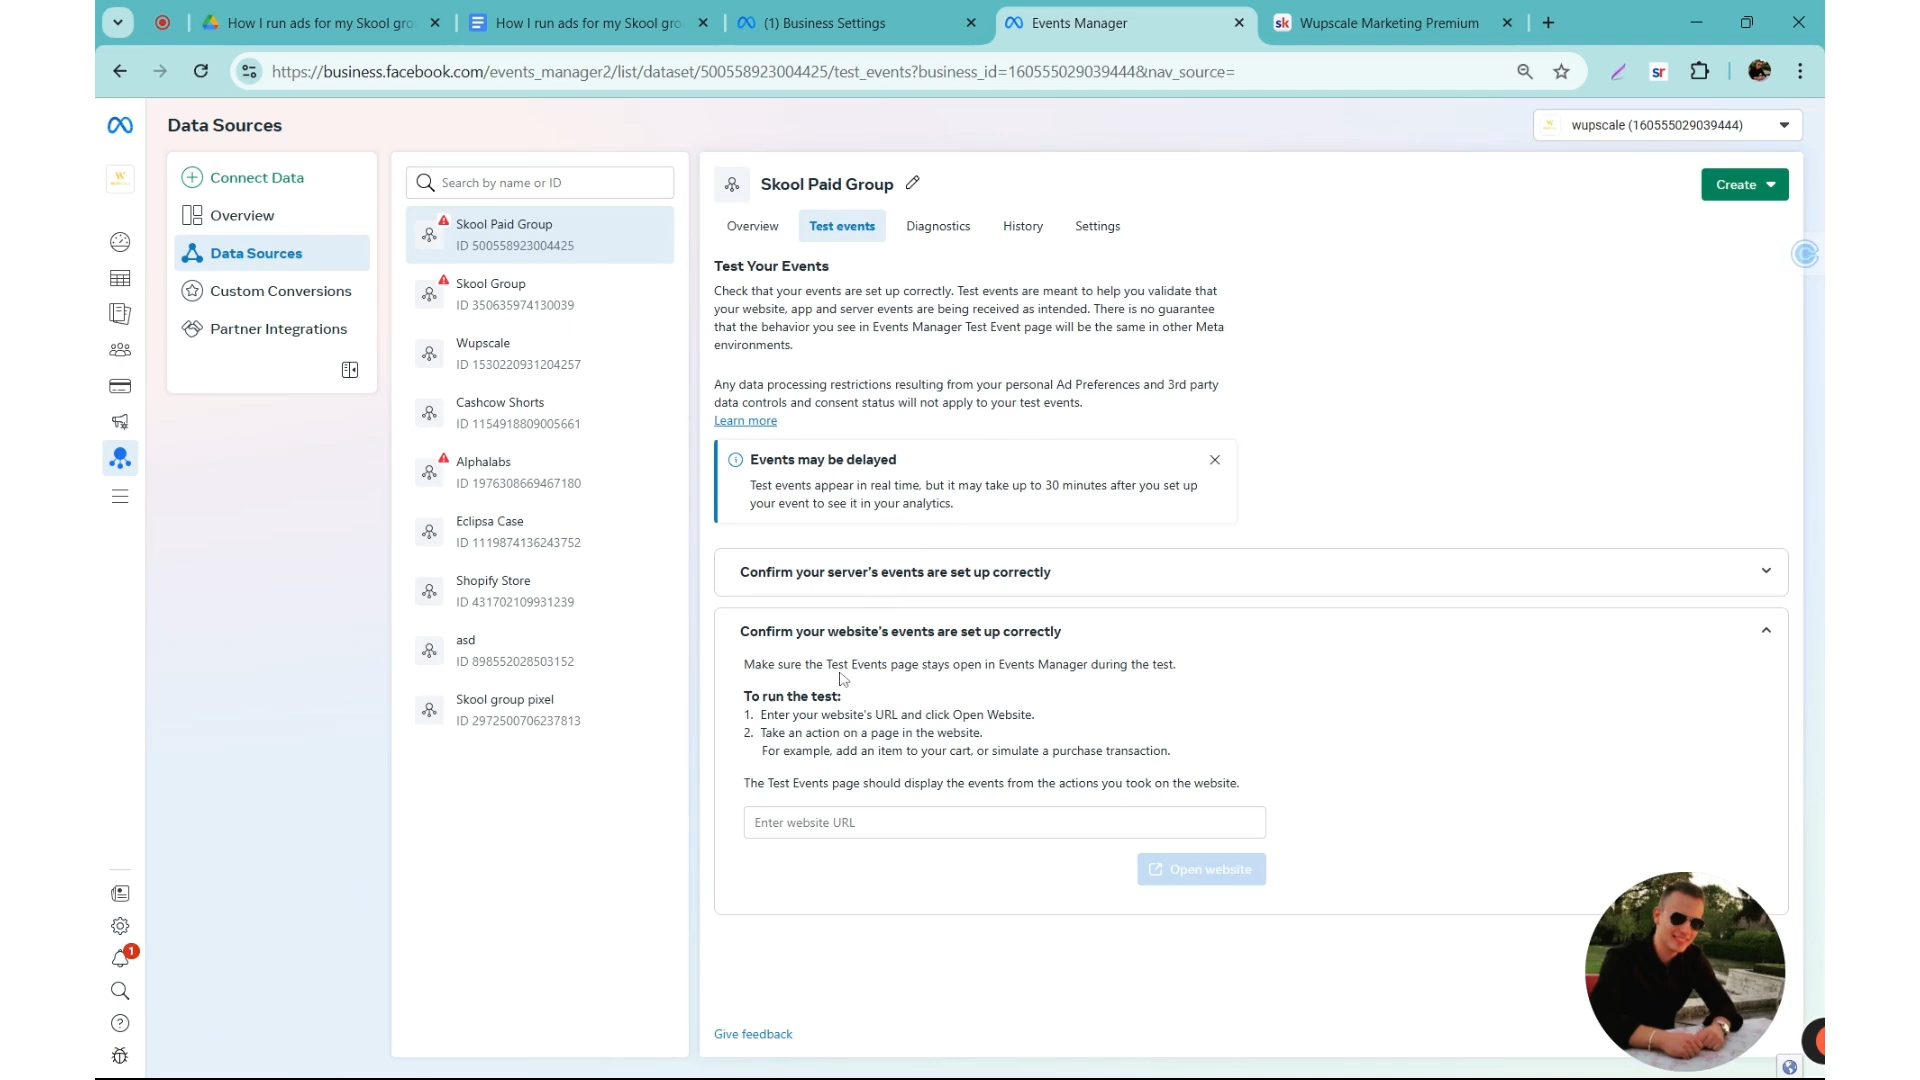 How I run ads for my Skool gro
How I run ads for my Skool gro
(1) Business Settings
Events Manager
sk
Wupscale Marketing Premium
https://business.facebook.com/events_manager2/list/dataset/500558923004425/test_events?business_id=160555029039444&nav_source=
sr
Data Sources
wupscale (160555029039444)
Connect Data
Overview
Data Sources
Custom Conversions
Partner Integrations
Search by name or ID
Skool Paid Group
ID 500558923004425
Skool Group
ID 350635974130039
Wupscale
ID 1530220931204257
Cashcow Shorts
ID 1154918809005661
Alphalabs
ID 1976308669467180
Eclipsa Case
ID 1119874136243752
Shopify Store
ID 431702109931239
asd
ID 898552028503152
Skool group pixel
ID 2972500706237813
Skool Paid Group
Create
Overview
Test events
Diagnostics
History
Settings
Test Your Events
Check that your events are set up correctly. Test events are meant to help you validate that
your website, app and server events are being received as intended. There is no guarantee
that the behavior you see in Events Manager Test Event page will be the same in other Meta
environments.
Any data processing restrictions resulting from your personal Ad Preferences and 3rd party
data controls and consent status will not apply to your test events.
Learn more
Events may be delayed
Test events appear in real time, but it may take up to 30 minutes after you set up
your event to see it in your analytics.
Confirm your server's events are set up correctly
Confirm your website's events are set up correctly
Make sure the Test Events page stays open in Events Manager during the test.
To run the test:
1. Enter your website's URL and click Open Website.
2. Take an action on a page in the website.
For example, add an item to your cart, or simulate a purchase transaction.
The Test Events page should display the events from the actions you took on the website.
Enter website URL
Open website
Give feedback
1